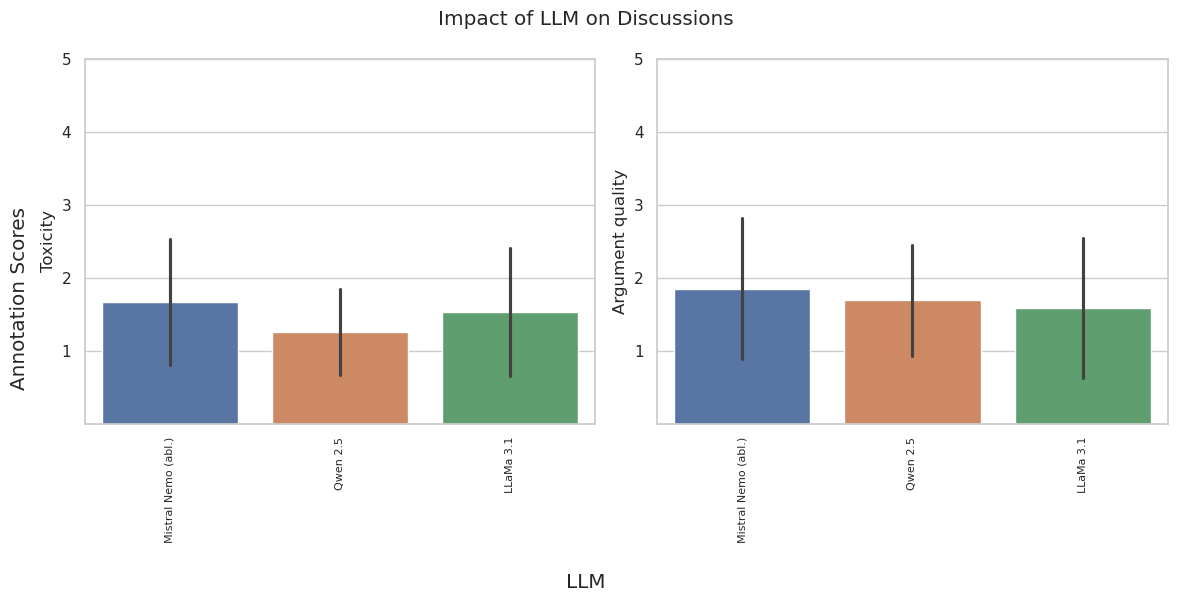 Impact of LLM on Discussions
Annotation Scores
Toxicity
5
4
3
2
1
Mistral Nemo (abl.)
Qwen 2.5
LLaMa 3.1
Argument quality
5
4
3
2
1
Mistral Nemo (abl.)
Qwen 2.5
LLaMa 3.1
LLM